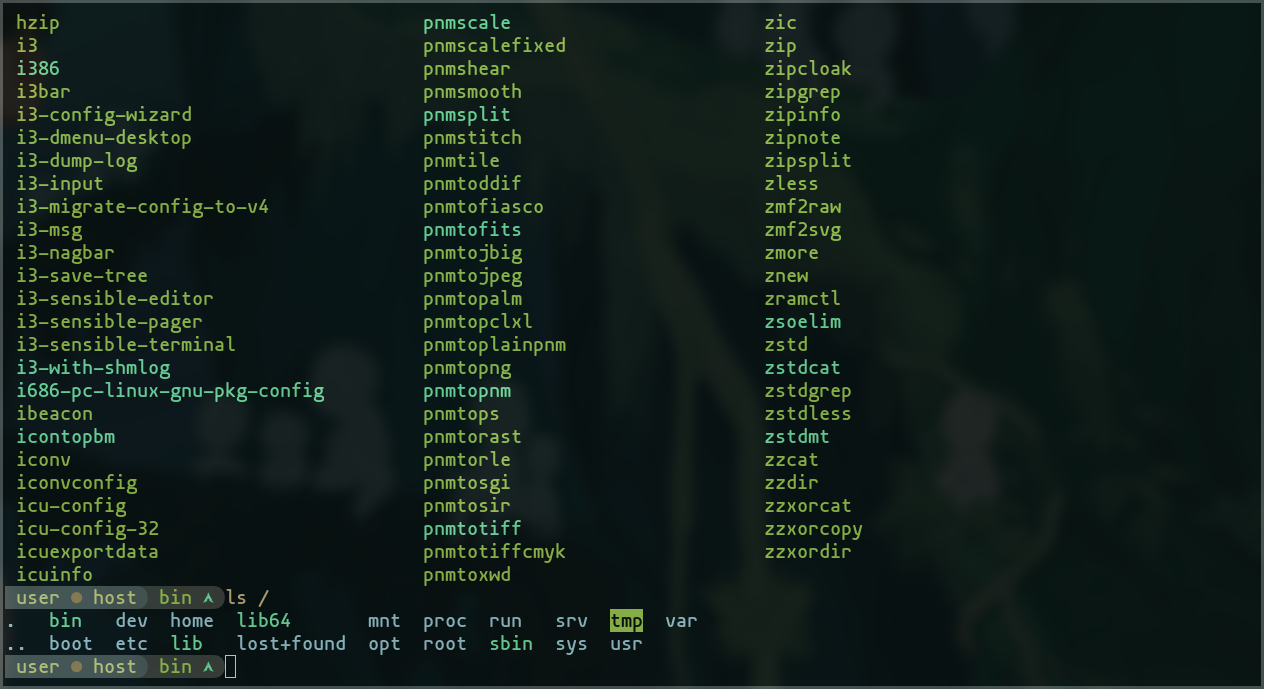 hzip pnmscale zic
i3 pnmscalefixed zip
i386 pnmshear zipcloak
i3bar pnmsmooth zipgrep
i3-config-wizard pnmsplit zipinfo
i3-dmenu-desktop pnmstitch zipnote
i3-dump-log pnmtile zipsplit
i3-input pnmtoddif zless
i3-migrate-config-to-v4 pnmtofiasco zmf2raw
i3-msg pnmtofits zmf2svg
i3-nagbar pnmtojbig zmore
i3-save-tree pnmtojpeg znew
i3-sensible-editor pnmtopalm zramctl
i3-sensible-pager pnmtopclxl zsoelim
i3-sensible-terminal pnmtoplainpnm zstd
i3-with-shmlog pnmtopng zstdcat
i686-pc-linux-gnu-pkg-config pnmtopnm zstdgrep
ibeacon pnmtops zstdless
icontopbm pnmtorast zstdmt
iconv pnmtorle zzcat
iconvconfig pnmtosgi zzdir
icu-config pnmtosir zzxorcat
icu-config-32 pnmtotiff zzxorcopy
icuexportdata pnmtotiffcmyk zzxordir
icuinfo pnmtoxwd
user ● host bin ⮝ ls /
. bin dev home lib64 mnt proc run srv tmp var
.. boot etc lib lost+found opt root sbin sys usr
user ● host bin ⮝